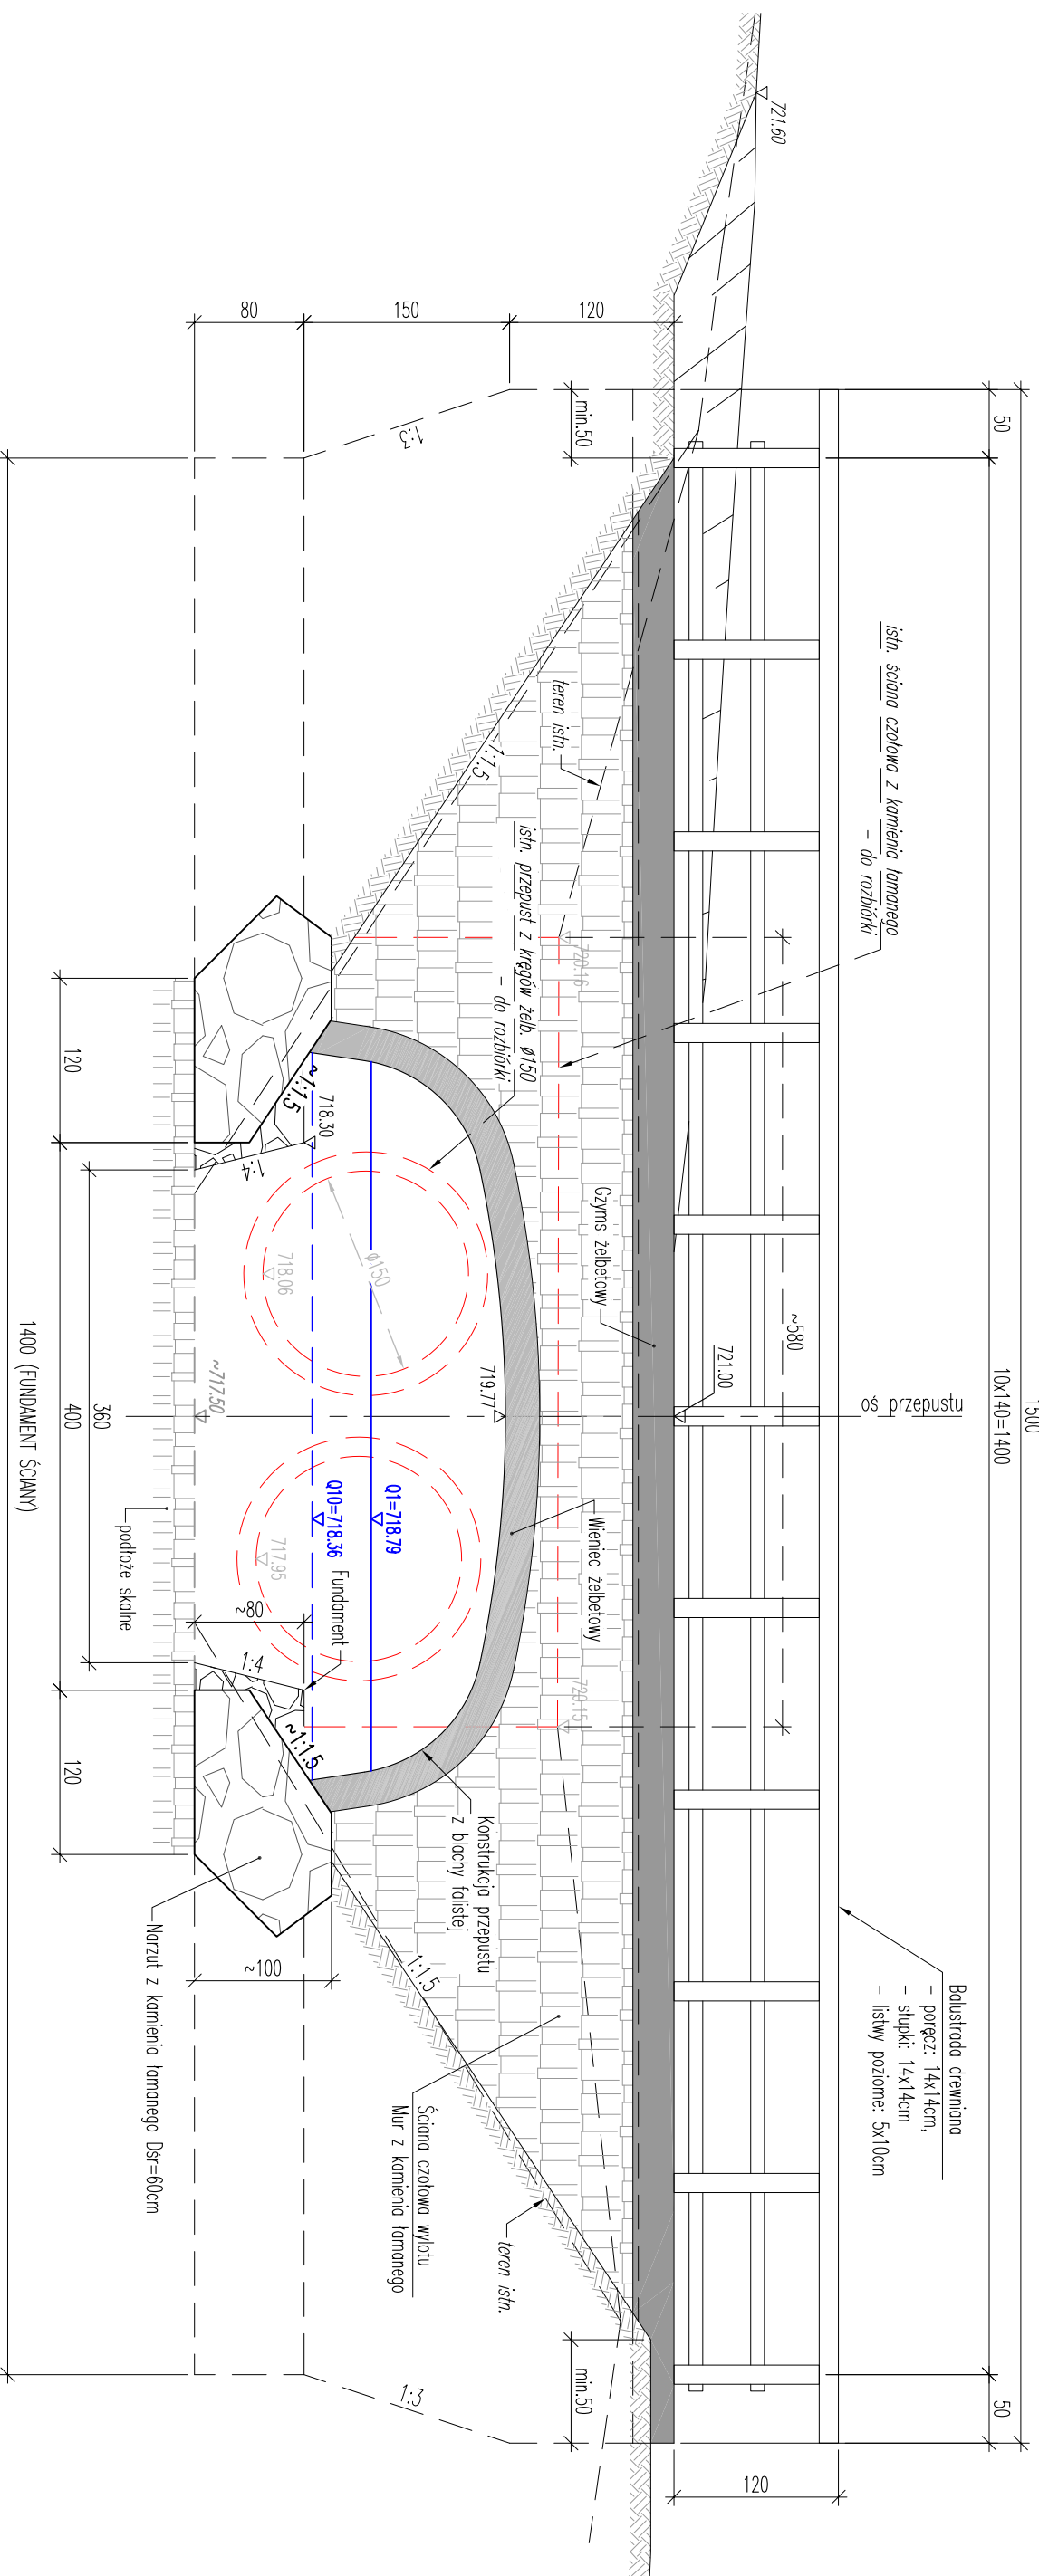 1500
10x140=1400
50
50
120
721.60
Balustrada drewniana
- poręcz: 14x14cm,
- słupki: 14x14cm
- listwy poziome: 5x10cm
istn. ściana czołowa z kamienia łamanego
- do rozbiórki
oś przepustu
~580
721.00
120
150
80
min.50
min.50
1:3
1:3
teren istn.
Gzyms żelbetowy
Wieniec żelbetowy
720.16
720.15
1:1.5
1:1.5
istn. przepust z kręgów żelb. Ø150
- do rozbiórki
719.77
Konstrukcja przepustu
z blachy falistej
Ściana czołowa wylotu
Mur z kamienia łamanego
teren istn.
Q1=718.79
Q10=718.36
718.30
Fundament
~1:1.5
~1:1.5
Ø150
718.06
717.95
1:4
1:4
~80
~100
~717.50
podłoże skalne
Narzut z kamienia łamanego Dśr=60cm
360
120
400
120
1400 (FUNDAMENT ŚCIANY)